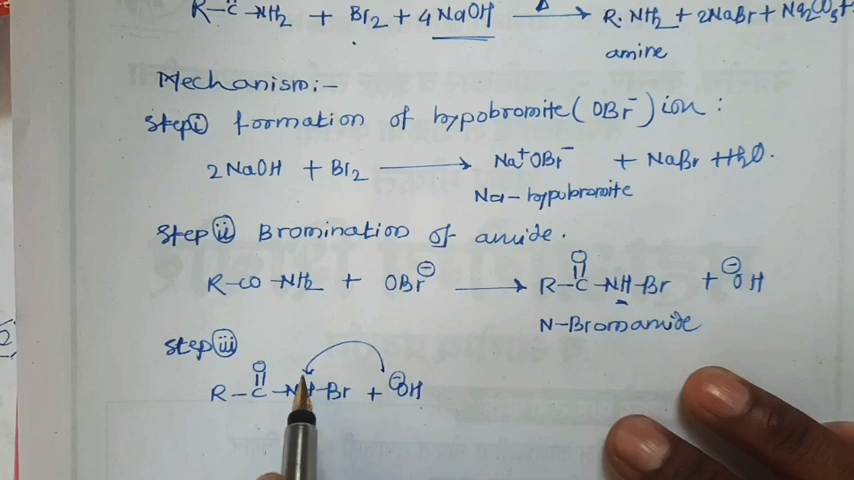 R-C-NH₂ + Br₂ + 4NaOH Δ → R·NH₂ + 2NaBr + Na₂CO₃ +
amine
Mechanism:-
Step i formation of hypobromite (OBr⁻) ion:
2NaOH + Br₂ → Na⁺OBr⁻ + NaBr + H₂O.
Na-hypobromite
Step ii Bromination of amide.
R-CO-NH₂ + OBr⊖ → R-C-NH-Br + ⊖OH
O
||
N-Bromamide
Step iii
O
||
R-C-NH-Br + ⊖OH